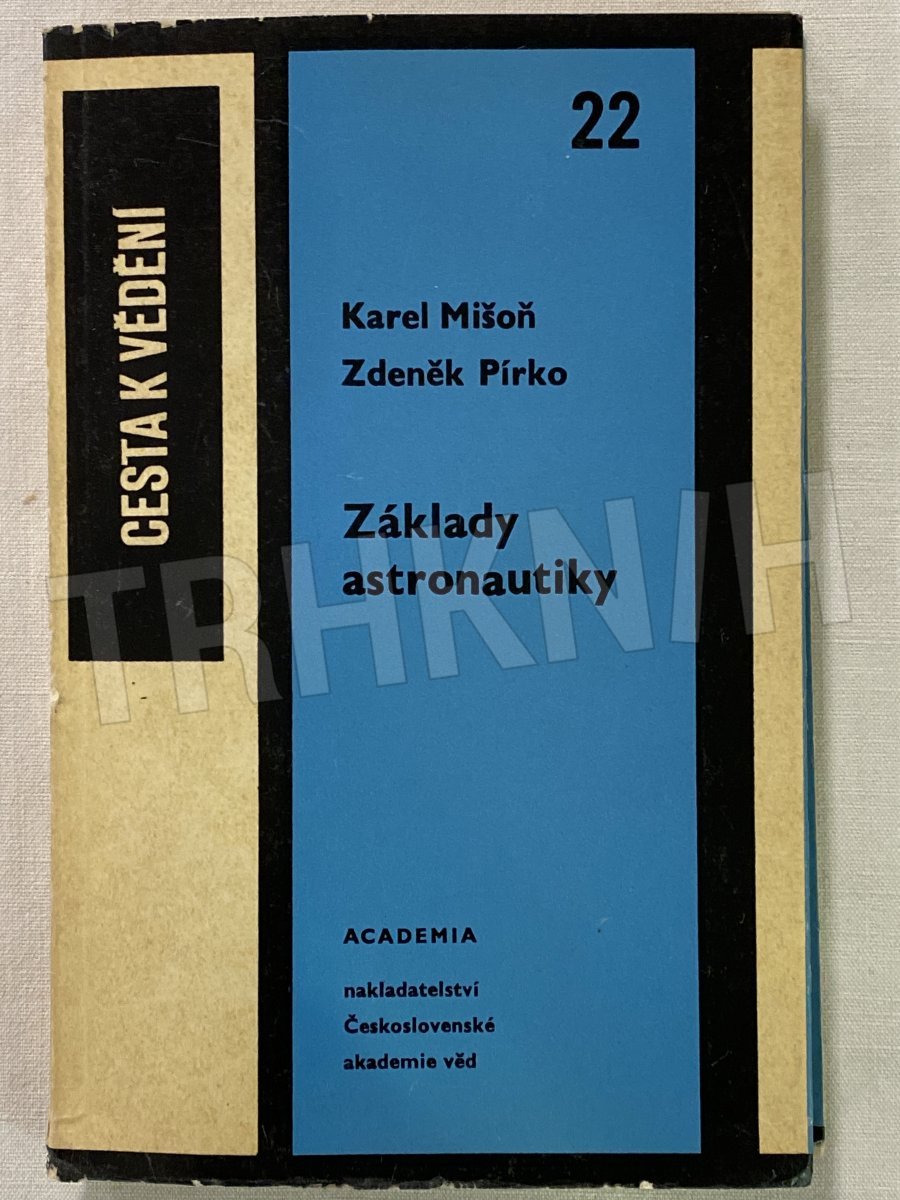 22
CESTA K VĚDĚNÍ
Karel Mišoň
Zdeněk Pírko
Základy
astronautiky
TRHKNIH
ACADEMIA
nakladatelství
Československé
akademie věd